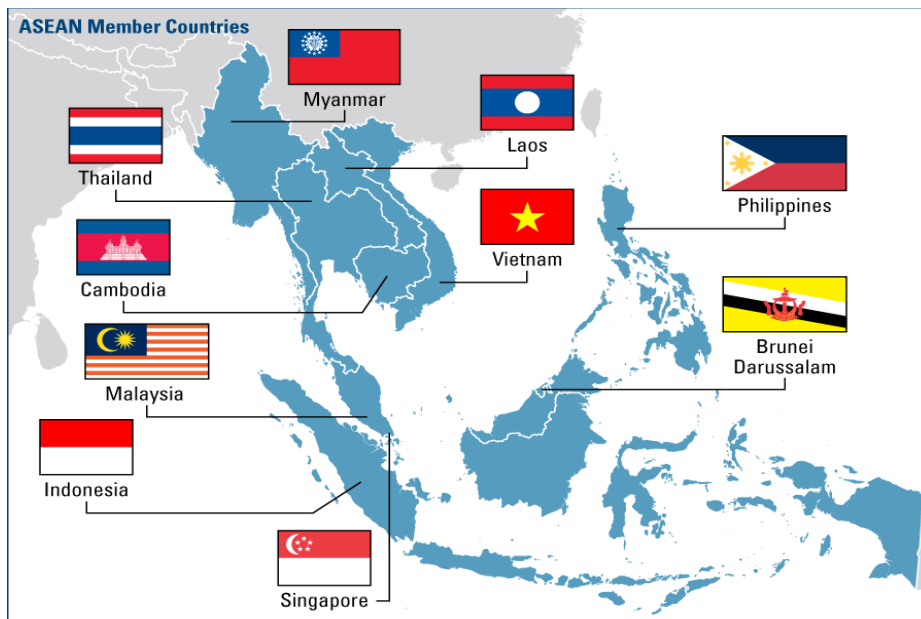 ASEAN Member Countries
Myanmar
Laos
Thailand
Philippines
Vietnam
Cambodia
Brunei
Darussalam
Malaysia
Indonesia
Singapore